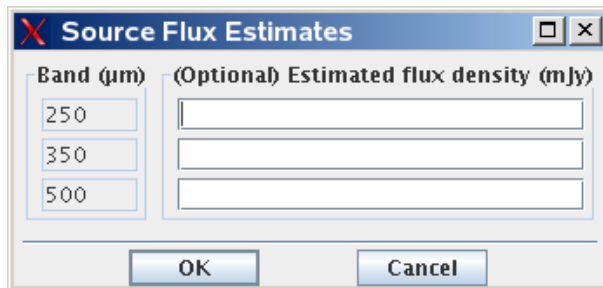 Source Flux Estimates
Band (μm) (Optional) Estimated flux density (mJy)
250
350
500
OK Cancel